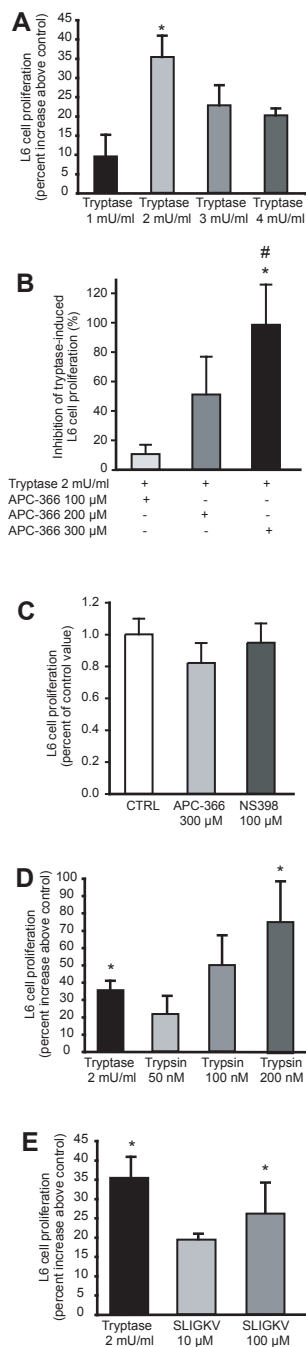 A
L6 cell proliferation
(percent increase above control)
45
40
35
30
25
20
15
10
5
0
*
Tryptase Tryptase Tryptase Tryptase
1 mU/ml 2 mU/ml 3 mU/ml 4 mU/ml
B
Inhibition of tryptase-induced
L6 cell proliferation (%)
120
100
80
60
40
20
0
#
*
Tryptase 2 mU/ml + + +
APC-366 100 µM + - -
APC-366 200 µM - + -
APC-366 300 µM - - +
C
L6 cell proliferation
(percent of control value)
1.2
1.0
0.8
0.6
0.4
0.2
0.0
CTRL APC-366 NS398
300 µM 100 µM
D
L6 cell proliferation
(percent increase above control)
100
90
80
70
60
50
40
30
20
10
0
* *
Tryptase Trypsin Trypsin Trypsin
2 mU/ml 50 nM 100 nM 200 nM
E
L6 cell proliferation
(percent increase above control)
45
40
35
30
25
20
15
10
5
0
* *
Tryptase SLIGKV SLIGKV
2 mU/ml 10 µM 100 µM